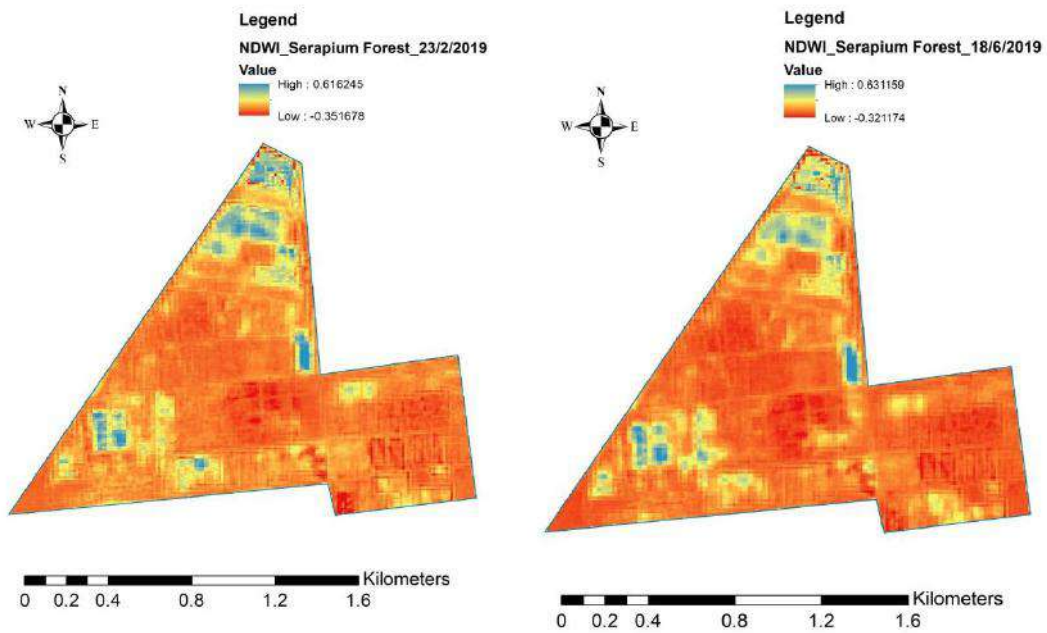 Legend
NDWI_Serapium Forest_23/2/2019
Value
High : 0.616245
Low : -0.351678
N
W E
S
Kilometers
0 0.2 0.4 0.8 1.2 1.6
Legend
NDWI_Serapium Forest_18/6/2019
Value
High : 0.631159
Low : -0.321174
N
W E
S
Kilometers
0 0.2 0.4 0.8 1.2 1.6